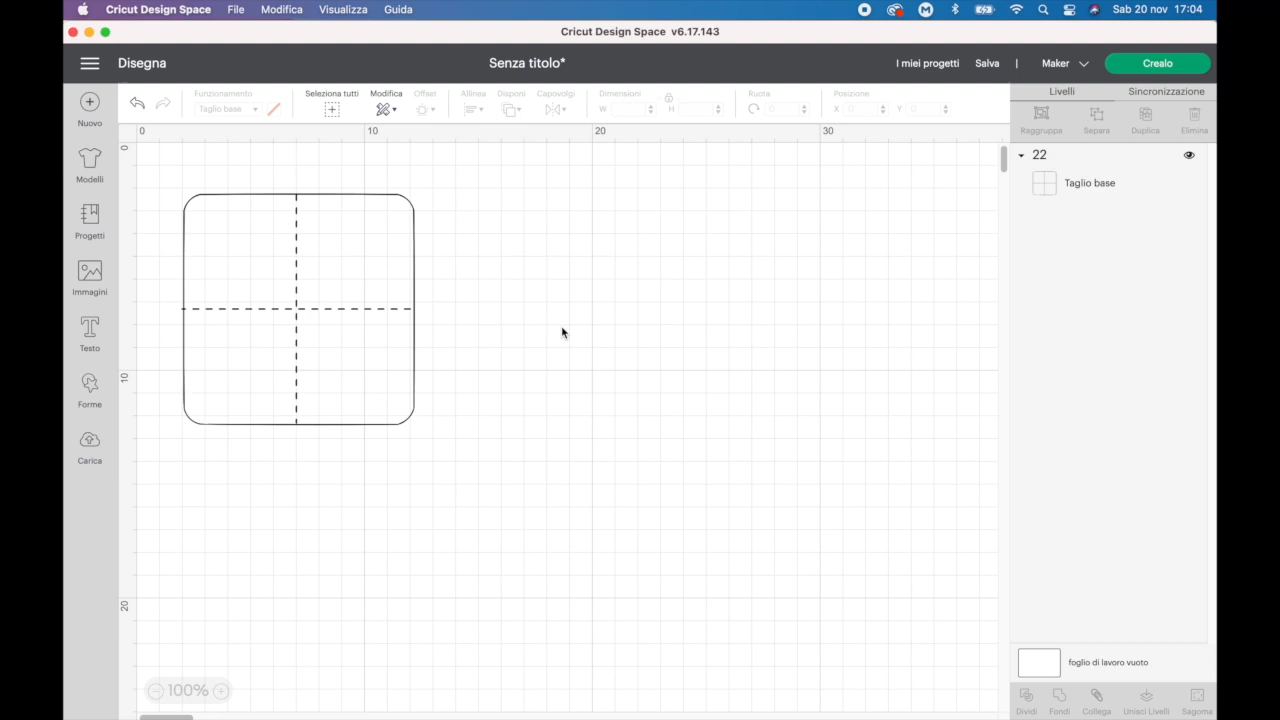 Cricut Design Space File Modifica Visualizza Guida Sab 20 nov 17:04
Cricut Design Space v6.17.143
Disegna Senza titolo* I miei progetti Salva | Maker Crealo
Funzionamento Seleziona tutti Modifica Offset Allinea Disponi Capovolgi Dimensioni Ruota Posizione
Taglio base W H 0 X 0 Y 0
Livelli Sincronizzazione
Raggruppa Separa Duplica Elimina
Nuovo
Modelli
Progetti
Immagini
Testo
Forme
Carica
0 10 20 30
0
10
20
22
Taglio base
100%
foglio di lavoro vuoto
Dividi Fondi Collega Unisci Livelli Sagoma